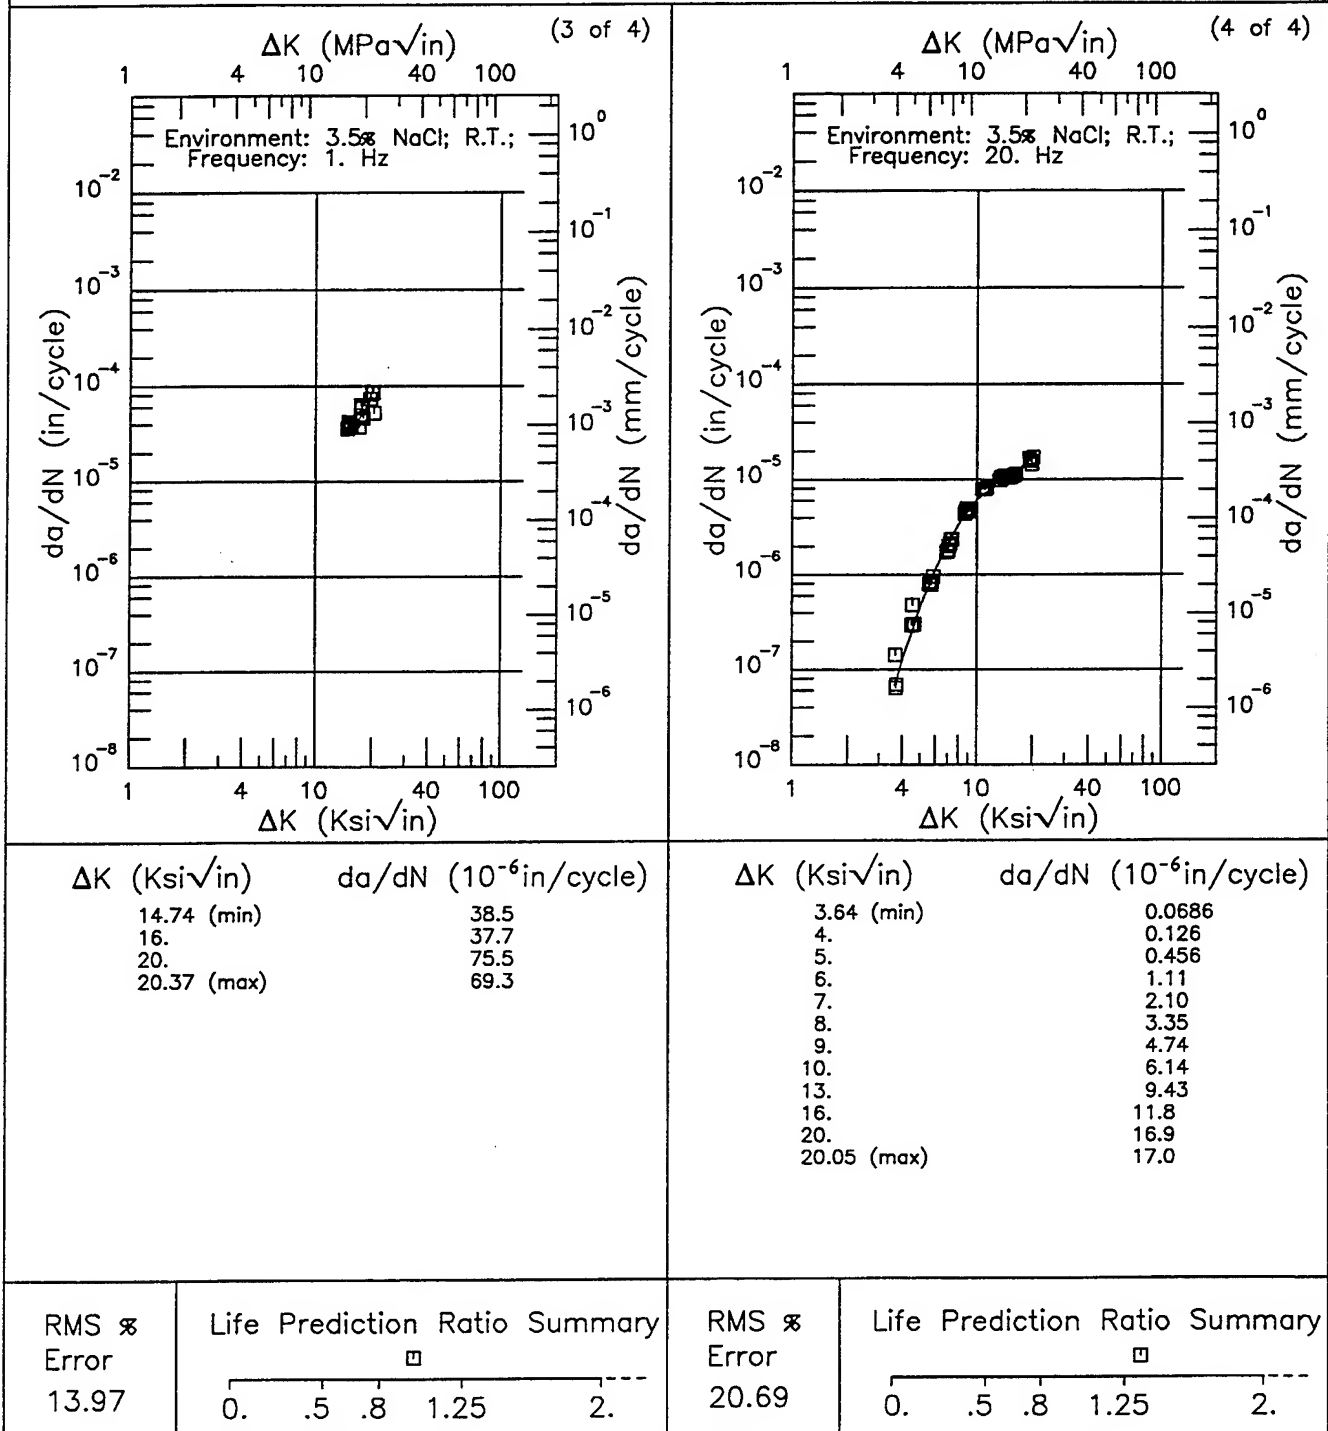 (3 of 4)
ΔK (MPa√in)
1 4 10 40 100
Environment: 3.5% NaCl; R.T.;
Frequency: 1. Hz
10⁻²
10⁻³
10⁻⁴
10⁻⁵
10⁻⁶
10⁻⁷
10⁻⁸
da/dN (in/cycle)
10⁰
10⁻¹
10⁻²
10⁻³
10⁻⁴
10⁻⁵
10⁻⁶
da/dN (mm/cycle)
1 4 10 40 100
ΔK (Ksi√in)
ΔK (Ksi√in) da/dN (10⁻⁶in/cycle)
14.74 (min) 38.5
16. 37.7
20. 75.5
20.37 (max) 69.3
RMS %
Error
13.97
Life Prediction Ratio Summary
0. .5 .8 1.25 2.
(4 of 4)
ΔK (MPa√in)
1 4 10 40 100
Environment: 3.5% NaCl; R.T.;
Frequency: 20. Hz
10⁻²
10⁻³
10⁻⁴
10⁻⁵
10⁻⁶
10⁻⁷
10⁻⁸
da/dN (in/cycle)
10⁰
10⁻¹
10⁻²
10⁻³
10⁻⁴
10⁻⁵
10⁻⁶
da/dN (mm/cycle)
1 4 10 40 100
ΔK (Ksi√in)
ΔK (Ksi√in) da/dN (10⁻⁶in/cycle)
3.64 (min) 0.0686
4. 0.126
5. 0.456
6. 1.11
7. 2.10
8. 3.35
9. 4.74
10. 6.14
13. 9.43
16. 11.8
20. 16.9
20.05 (max) 17.0
RMS %
Error
20.69
Life Prediction Ratio Summary
0. .5 .8 1.25 2.